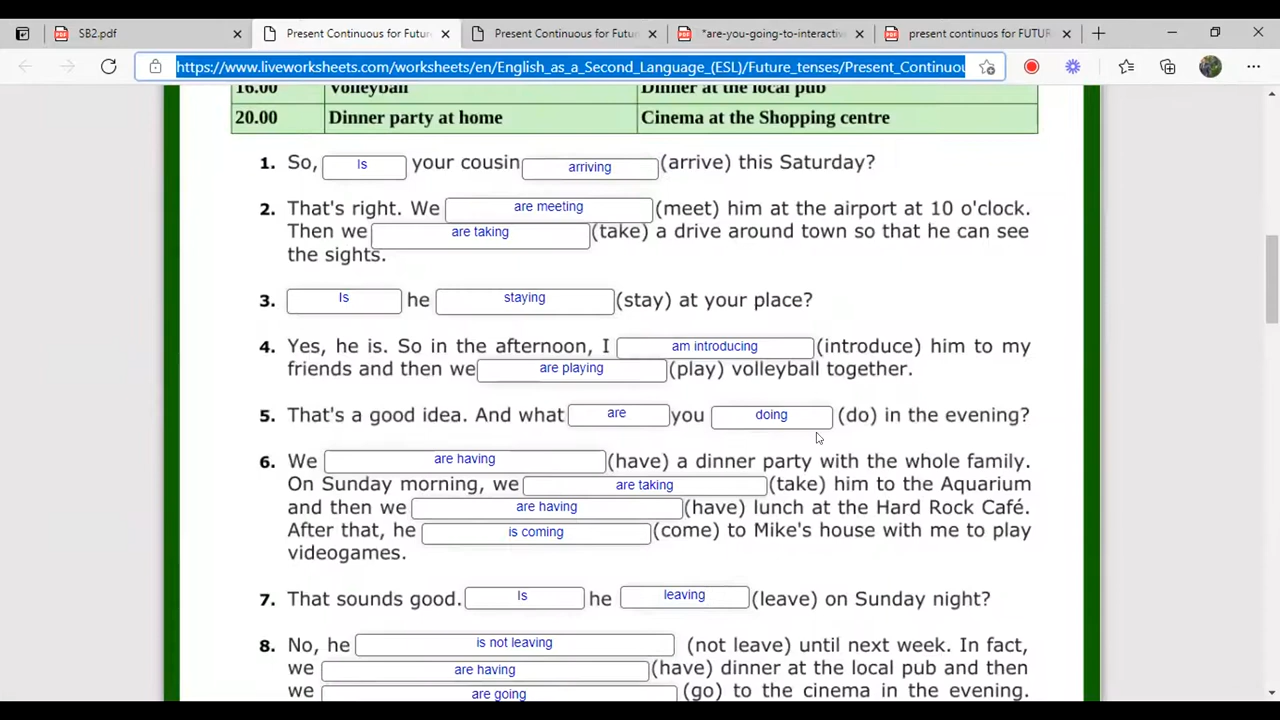 SB2.pdf
Present Continuous for Futur
Present Continuous for Futur
*are-you-going-to-interactive
present continuos for FUTUR
https://www.liveworksheets.com/worksheets/en/English_as_a_Second_Language_(ESL)/Future_tenses/Present_Continuou
16.00 Volleyball Dinner at the local pub
20.00 Dinner party at home Cinema at the Shopping centre
1. So, Is your cousin arriving (arrive) this Saturday?
2. That's right. We are meeting (meet) him at the airport at 10 o'clock.
Then we are taking (take) a drive around town so that he can see
the sights.
3. Is he staying (stay) at your place?
4. Yes, he is. So in the afternoon, I am introducing (introduce) him to my
friends and then we are playing (play) volleyball together.
5. That's a good idea. And what are you doing (do) in the evening?
6. We are having (have) a dinner party with the whole family.
On Sunday morning, we are taking (take) him to the Aquarium
and then we are having (have) lunch at the Hard Rock Café.
After that, he is coming (come) to Mike's house with me to play
videogames.
7. That sounds good. Is he leaving (leave) on Sunday night?
8. No, he is not leaving (not leave) until next week. In fact,
we are having (have) dinner at the local pub and then
we are going (go) to the cinema in the evening.